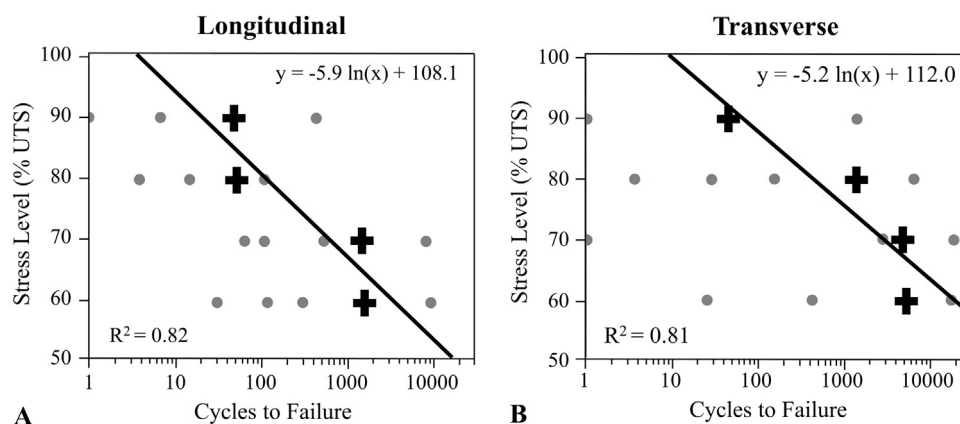 Longitudinal
y = -5.9 ln(x) + 108.1
Stress Level (% UTS)
100
90
80
70
60
50
R² = 0.82
1 10 100 1000 10000
Cycles to Failure
A
Transverse
y = -5.2 ln(x) + 112.0
Stress Level (% UTS)
100
90
80
70
60
50
R² = 0.81
1 10 100 1000 10000
Cycles to Failure
B